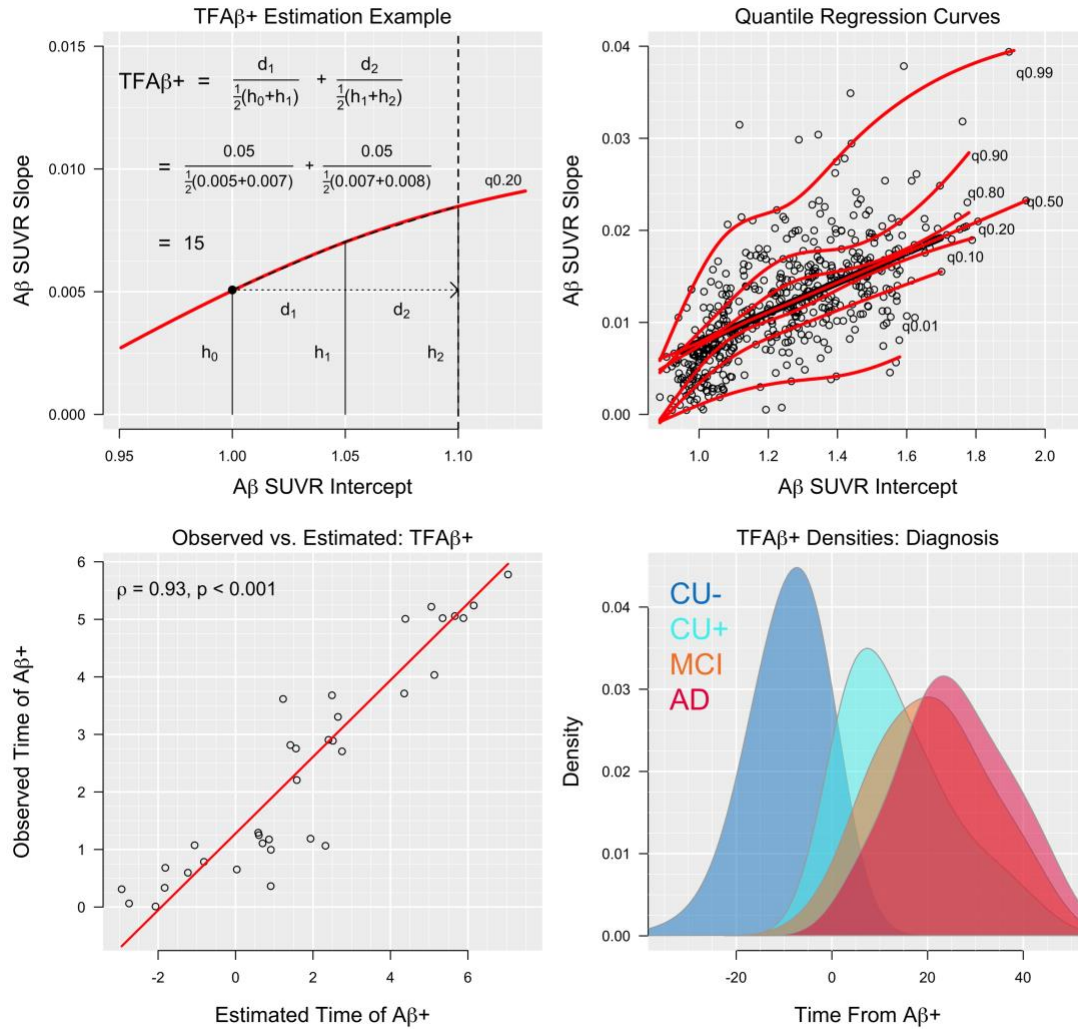 TFAβ+ Estimation Example
TFAβ+ = d1 / ½(h0+h1) + d2 / ½(h1+h2)
= 0.05 / ½(0.005+0.007) + 0.05 / ½(0.007+0.008)
= 15
q0.20
d1 d2
h0 h1 h2
0.015
0.010
0.005
0.000
0.95 1.00 1.05 1.10
Aβ SUVR Slope
Aβ SUVR Intercept
Quantile Regression Curves
q0.99
q0.90
q0.80
q0.50
q0.20
q0.10
q0.01
0.04
0.03
0.02
0.01
0.00
1.0 1.2 1.4 1.6 1.8 2.0
Aβ SUVR Slope
Aβ SUVR Intercept
Observed vs. Estimated: TFAβ+
ρ = 0.93, p < 0.001
6
5
4
3
2
1
0
-2 0 2 4 6
Observed Time of Aβ+
Estimated Time of Aβ+
TFAβ+ Densities: Diagnosis
CU-
CU+
MCI
AD
0.04
0.03
0.02
0.01
0.00
-20 0 20 40
Density
Time From Aβ+